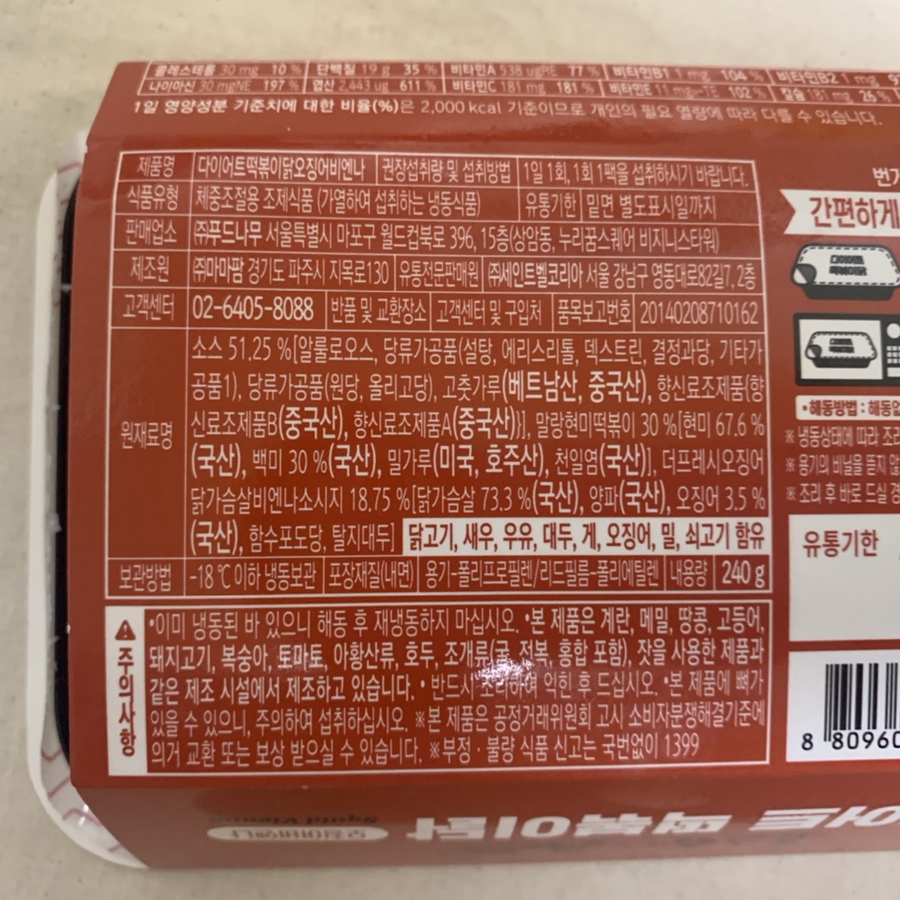 콜레스테롤 30 mg 10 % 단백질 19 g 35 % 비타민A 538 ugRE 77 % 비타민B1 1 mg 104 % 비타민B2 1 mg
나이아신 30 mgNE 197 % 엽산 2,443 ug 611 % 비타민C 181 mg 181 % 비타민E 11 mgα-TE 102 % 칼슘 181 mg 26 %
1일 영양성분 기준치에 대한 비율(%)은 2,000 kcal 기준이므로 개인의 필요 열량에 따라 다를 수 있습니다.
제품명 다이어트떡볶이닭오징어비엔나 권장섭취량 및 섭취방법 1일 1회, 1회 1팩을 섭취하시기 바랍니다.
식품유형 체중조절용 조제식품 (가열하여 섭취하는 냉동식품) 유통기한 밑면 별도표시일까지
판매업소 ㈜푸드나무 서울특별시 마포구 월드컵북로 396, 15층(상암동, 누리꿈스퀘어 비지니스타워)
제조원 ㈜마마팜 경기도 파주시 지목로130 유통전문판매원 ㈜세인트벨코리아 서울 강남구 영동대로82길7, 2층
고객센터 02-6405-8088 반품 및 교환장소 고객센터 및 구입처 품목보고번호 20140208710162
원재료명
소스 51.25 %[알룰로오스, 당류가공품(설탕, 에리스리톨, 덱스트린, 결정과당, 기타가
공품1), 당류가공품(원당, 올리고당), 고춧가루(베트남산, 중국산), 향신료조제품(향
신료조제품B(중국산), 향신료조제품A(중국산)}], 말랑현미떡볶이 30 %[현미 67.6 %
(국산), 백미 30 %(국산), 밀가루(미국, 호주산), 천일염(국산)], 더프레시오징어
닭가슴살비엔나소시지 18.75 %[닭가슴살 73.3 %(국산), 양파(국산), 오징어 3.5 %
(국산), 함수포도당, 탈지대두] 닭고기, 새우, 우유, 대두, 게, 오징어, 밀, 쇠고기 함유
보관방법 -18 ℃ 이하 냉동보관 포장재질(내면) 용기-폴리프로필렌/리드필름-폴리에틸렌 내용량 240 g
주의사항
•이미 냉동된 바 있으니 해동 후 재냉동하지 마십시오. •본 제품은 계란, 메밀, 땅콩, 고등어,
돼지고기, 복숭아, 토마토, 아황산류, 호두, 조개류(굴, 전복, 홍합 포함), 잣을 사용한 제품과
같은 제조 시설에서 제조하고 있습니다. • 반드시 조리하여 익힌 후 드십시오. •본 제품에 뼈가
있을 수 있으니, 주의하여 섭취하십시오. ※본 제품은 공정거래위원회 고시 소비자분쟁해결기준에
의거 교환 또는 보상 받으실 수 있습니다. ※부정 · 불량 식품 신고는 국번없이 1399
간편하게
•해동방법 : 해동없
※ 냉동상태에 따라 조리
※ 용기의 비닐을 뜯지 않
※ 조리 후 바로 드실 경
유통기한
8 80960
Squid Vienna